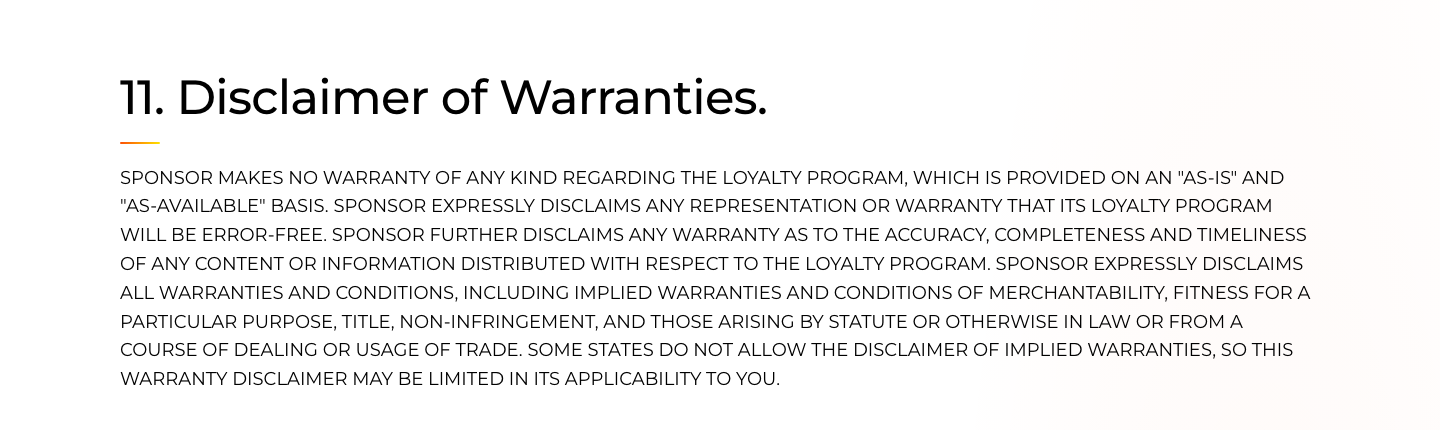 11. Disclaimer of Warranties.
SPONSOR MAKES NO WARRANTY OF ANY KIND REGARDING THE LOYALTY PROGRAM, WHICH IS PROVIDED ON AN "AS-IS" AND
"AS-AVAILABLE" BASIS. SPONSOR EXPRESSLY DISCLAIMS ANY REPRESENTATION OR WARRANTY THAT ITS LOYALTY PROGRAM
WILL BE ERROR-FREE. SPONSOR FURTHER DISCLAIMS ANY WARRANTY AS TO THE ACCURACY, COMPLETENESS AND TIMELINESS
OF ANY CONTENT OR INFORMATION DISTRIBUTED WITH RESPECT TO THE LOYALTY PROGRAM. SPONSOR EXPRESSLY DISCLAIMS
ALL WARRANTIES AND CONDITIONS, INCLUDING IMPLIED WARRANTIES AND CONDITIONS OF MERCHANTABILITY, FITNESS FOR A
PARTICULAR PURPOSE, TITLE, NON-INFRINGEMENT, AND THOSE ARISING BY STATUTE OR OTHERWISE IN LAW OR FROM A
COURSE OF DEALING OR USAGE OF TRADE. SOME STATES DO NOT ALLOW THE DISCLAIMER OF IMPLIED WARRANTIES, SO THIS
WARRANTY DISCLAIMER MAY BE LIMITED IN ITS APPLICABILITY TO YOU.